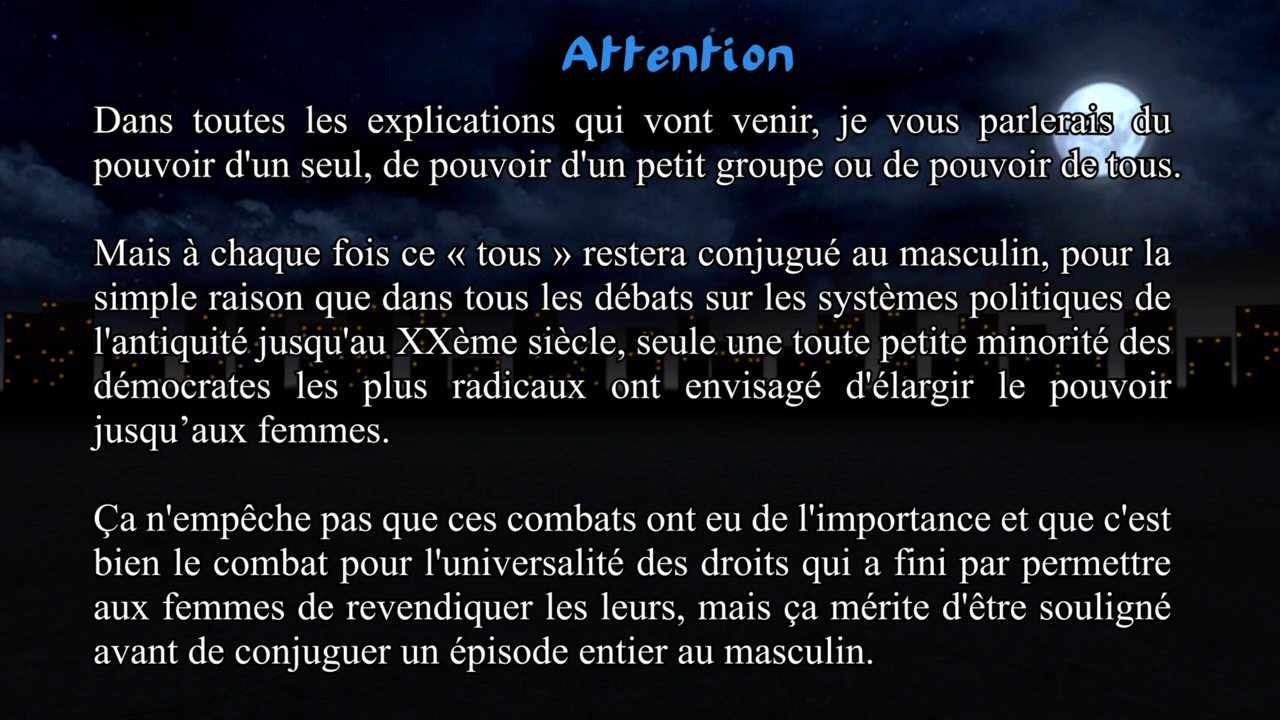 Attention
Dans toutes les explications qui vont venir, je vous parlerais du
pouvoir d'un seul, de pouvoir d'un petit groupe ou de pouvoir de tous.
Mais à chaque fois ce « tous » restera conjugué au masculin, pour la
simple raison que dans tous les débats sur les systèmes politiques de
l'antiquité jusqu'au XXème siècle, seule une toute petite minorité des
démocrates les plus radicaux ont envisagé d'élargir le pouvoir
jusqu’aux femmes.
Ça n'empêche pas que ces combats ont eu de l'importance et que c'est
bien le combat pour l'universalité des droits qui a fini par permettre
aux femmes de revendiquer les leurs, mais ça mérite d'être souligné
avant de conjuguer un épisode entier au masculin.